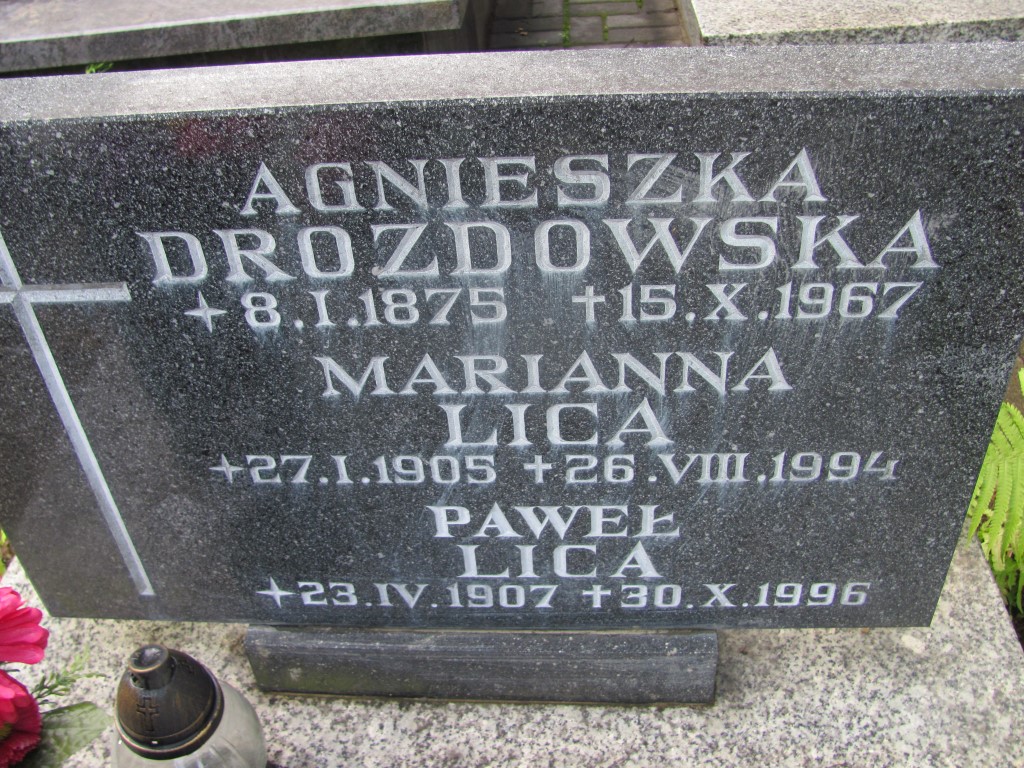 AGNIESZKA
DROZDOWSKA
✦8.I.1875 ✝15.X.1967
MARIANNA
LICA
✦27.I.1905 ✝26.VIII.1994
PAWEŁ
LICA
✦23.IV.1907 ✝30.X.1996